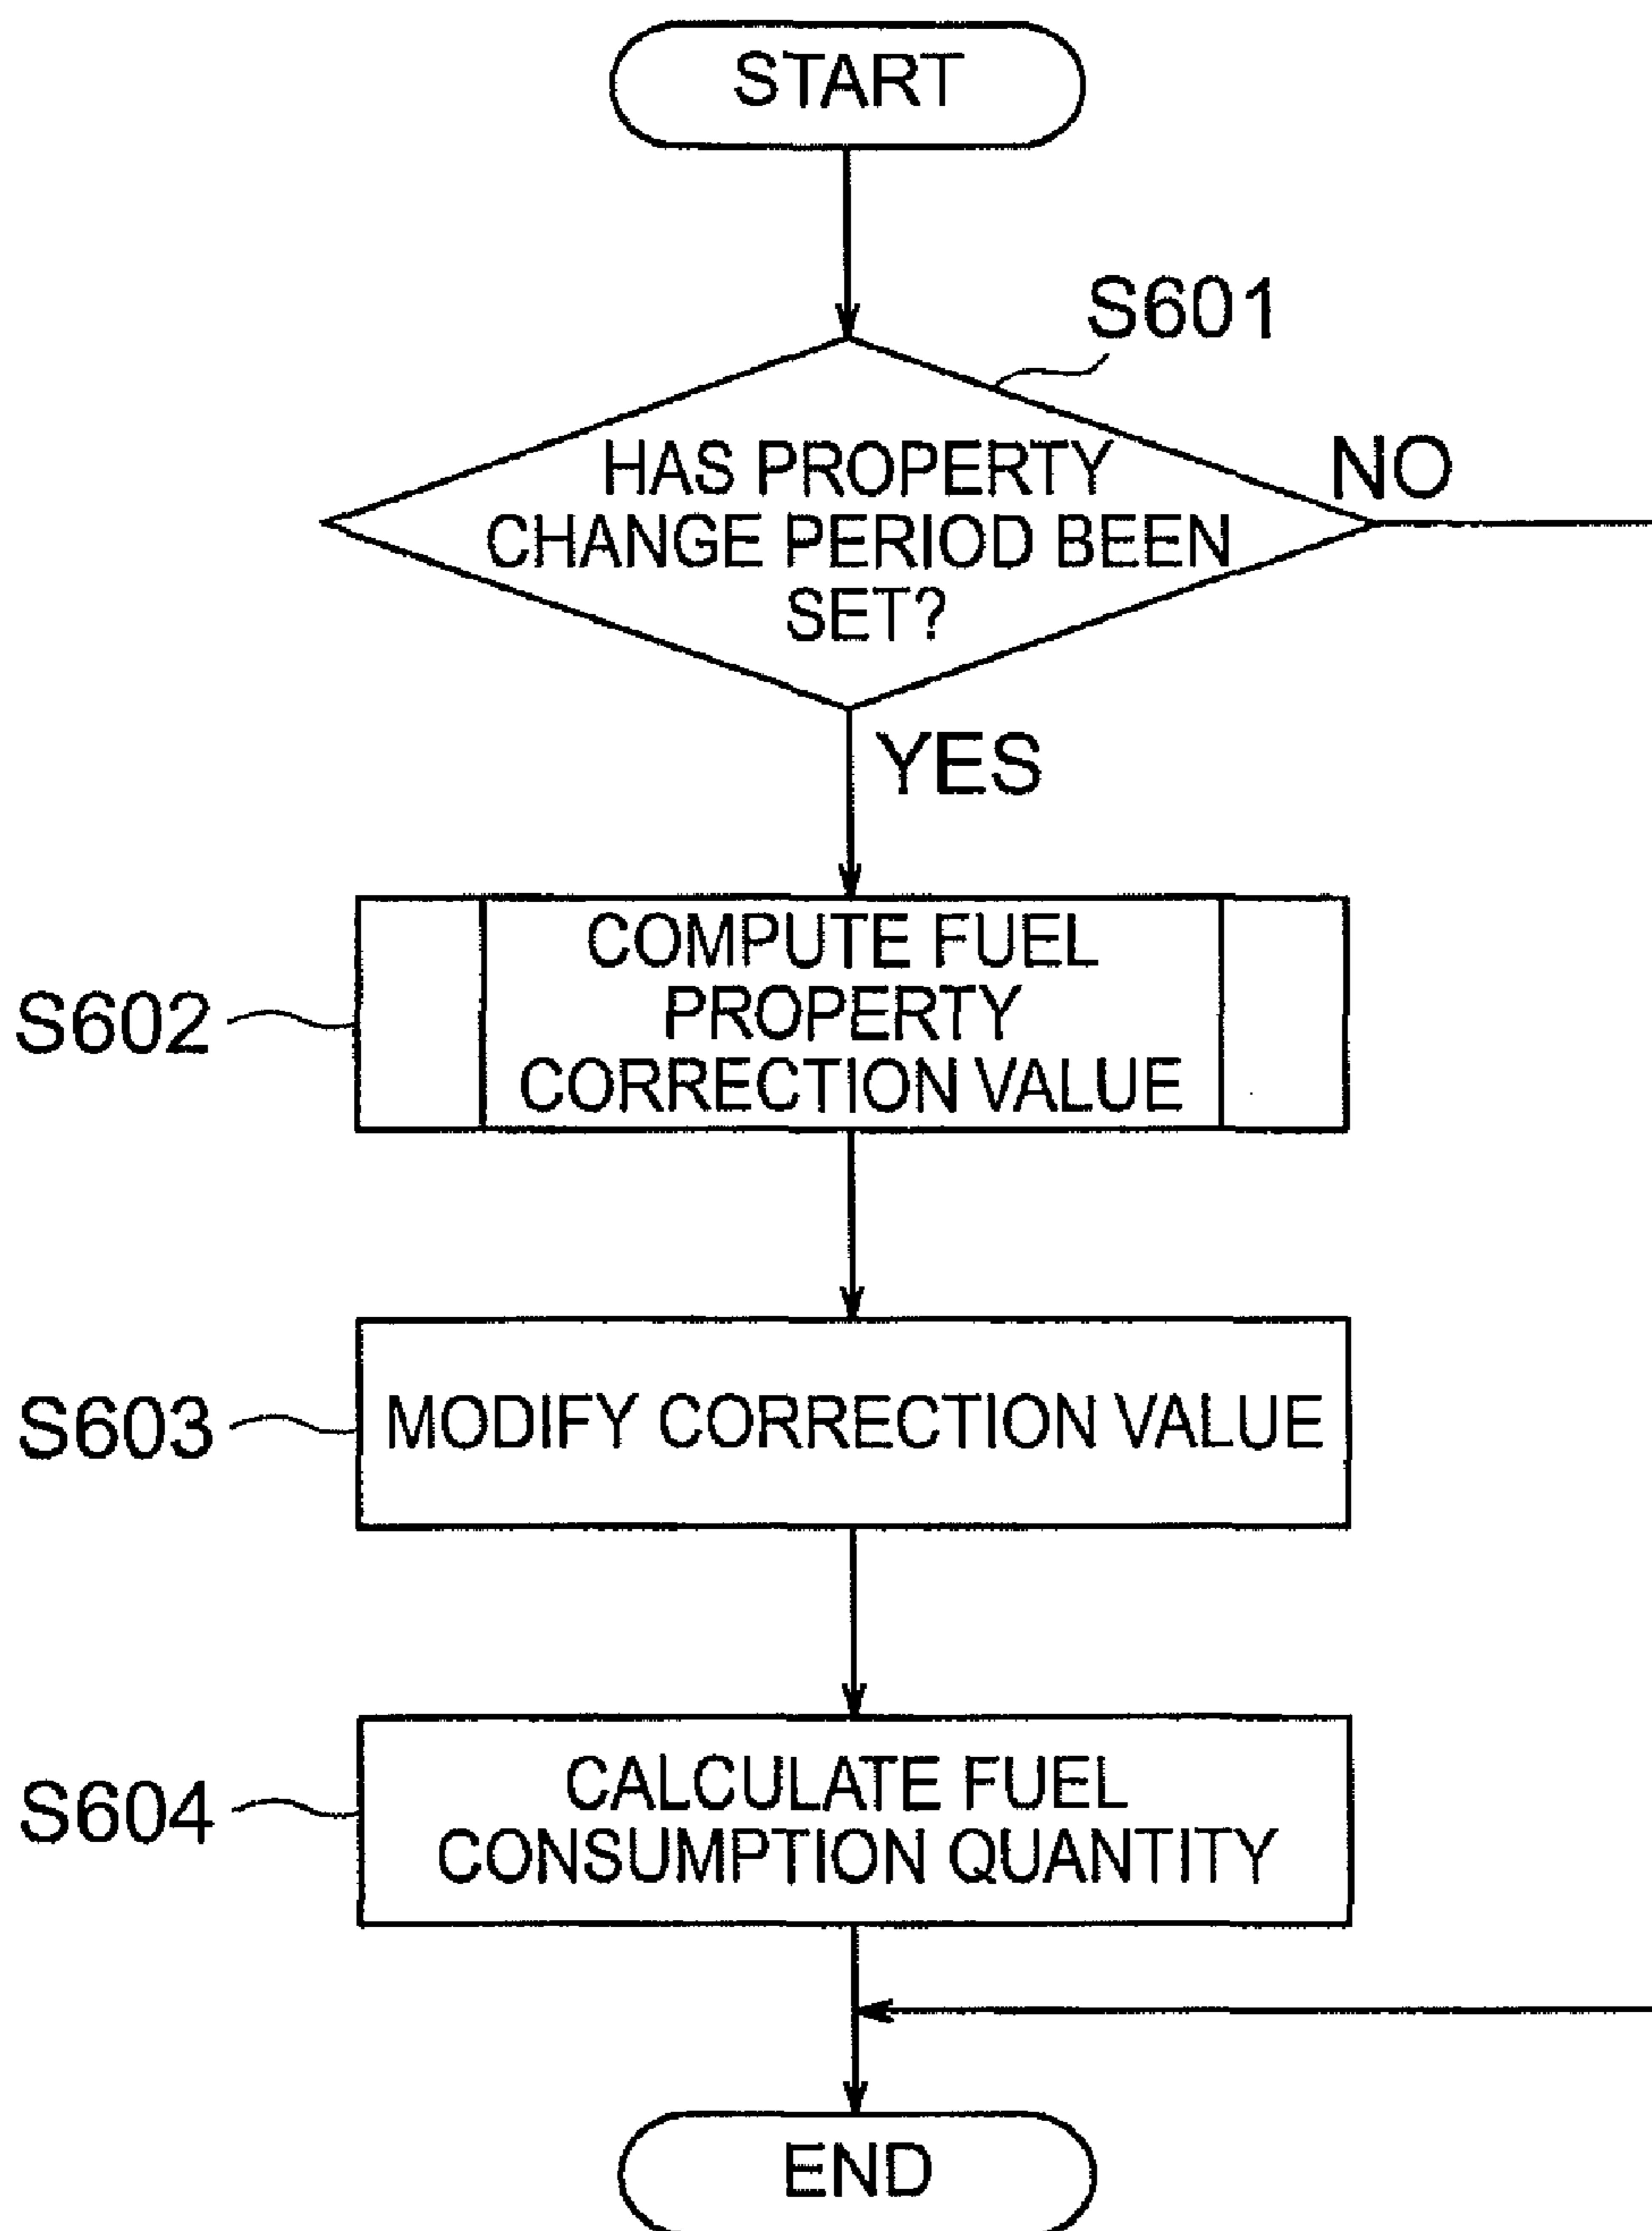 START
S601
HAS PROPERTY
CHANGE PERIOD BEEN
SET?
NO
YES
S602
COMPUTE FUEL
PROPERTY
CORRECTION VALUE
S603
MODIFY CORRECTION VALUE
S604
CALCULATE FUEL
CONSUMPTION QUANTITY
END